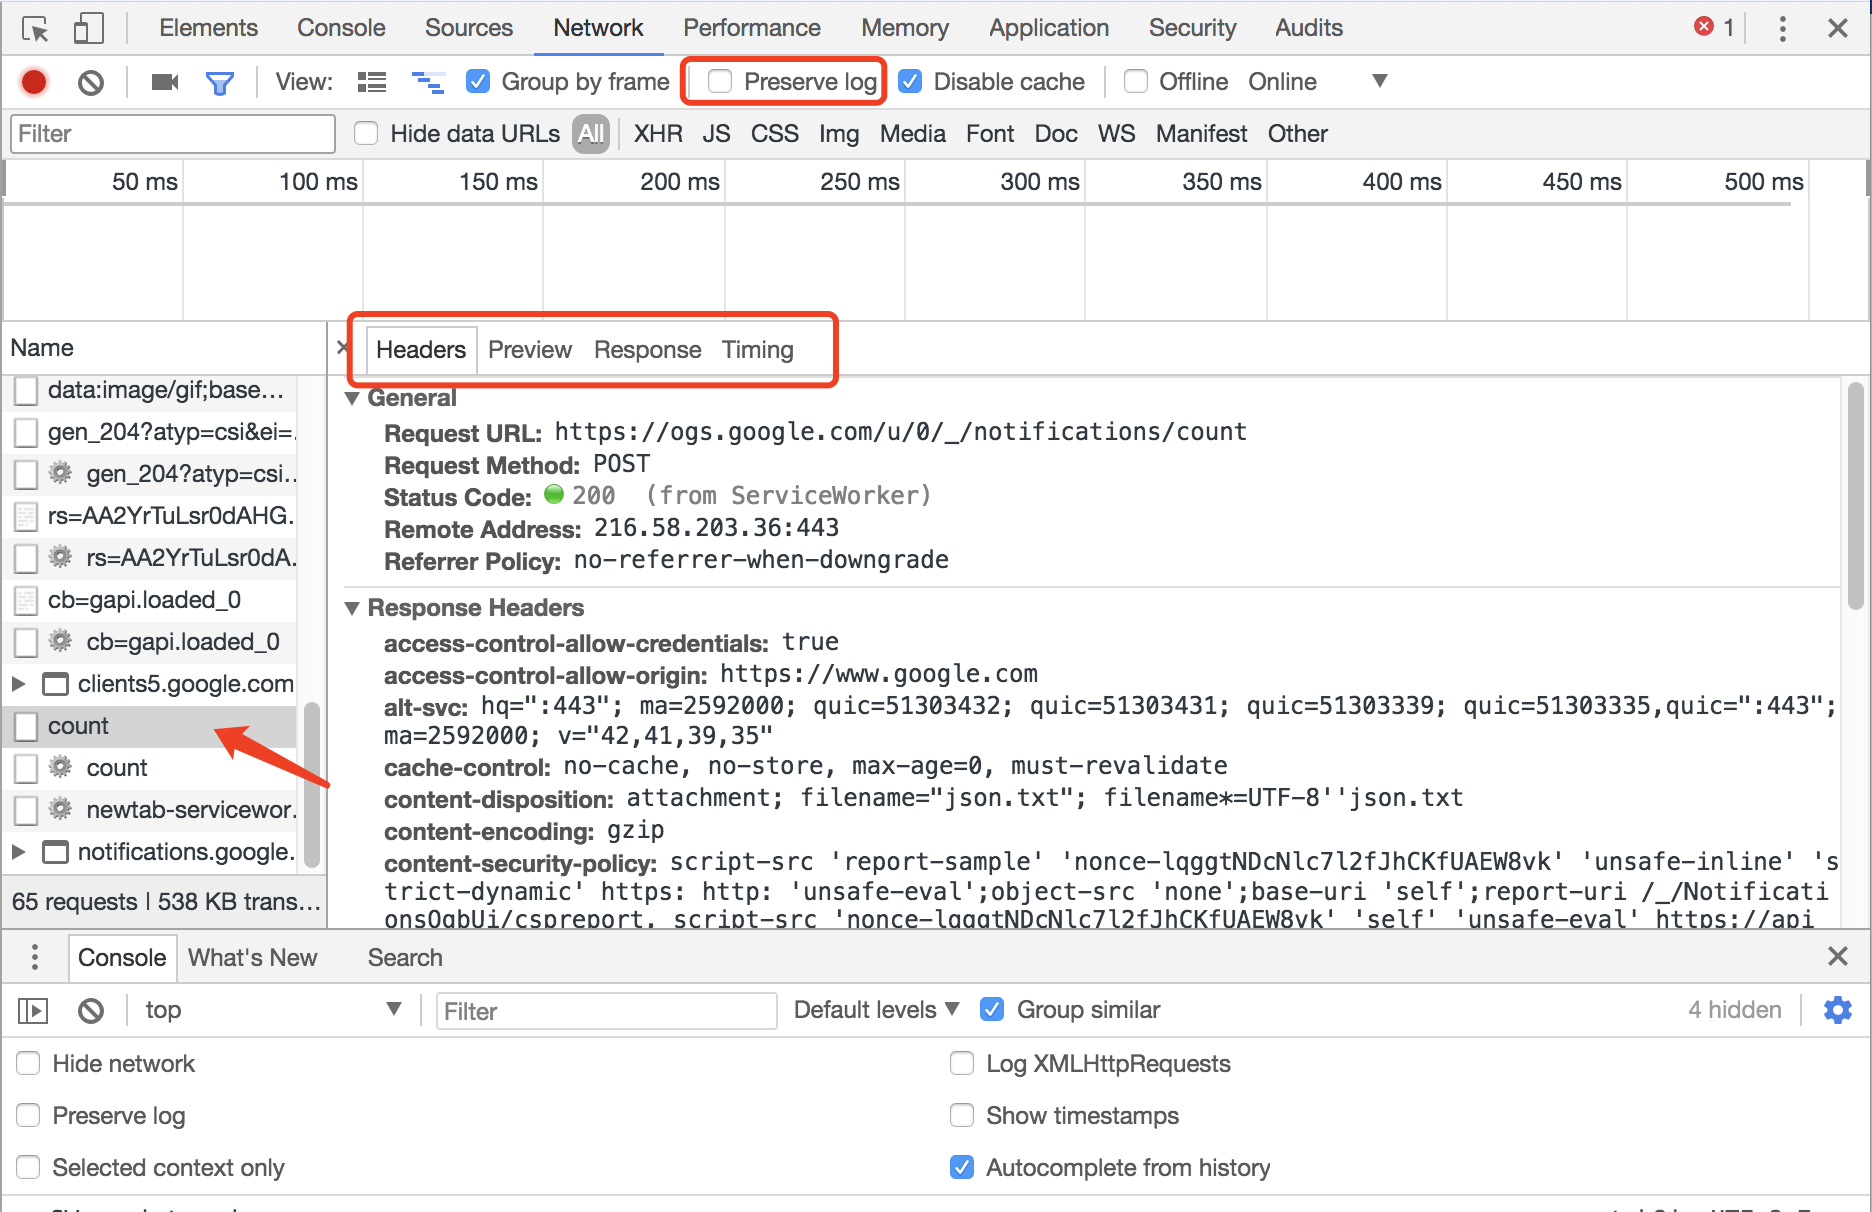 Elements Console Sources Network Performance Memory Application Security Audits 1
View: Group by frame Preserve log Disable cache Offline Online
Filter Hide data URLs All XHR JS CSS Img Media Font Doc WS Manifest Other
50 ms 100 ms 150 ms 200 ms 250 ms 300 ms 350 ms 400 ms 450 ms 500 ms
Name
data:image/gif;base...
gen_204?atyp=csi&ei=.
gen_204?atyp=csi..
rs=AA2YrTuLsr0dAHG.
rs=AA2YrTuLsr0dA.
cb=gapi.loaded_0
cb=gapi.loaded_0
clients5.google.com
count
count
newtab-servicewor.
notifications.google.
65 requests | 538 KB trans...
Headers Preview Response Timing
General
Request URL: https://ogs.google.com/u/0/_/notifications/count
Request Method: POST
Status Code: 200 (from ServiceWorker)
Remote Address: 216.58.203.36:443
Referrer Policy: no-referrer-when-downgrade
Response Headers
access-control-allow-credentials: true
access-control-allow-origin: https://www.google.com
alt-svc: hq=":443"; ma=2592000; quic=51303432; quic=51303431; quic=51303339; quic=51303335,quic=":443";
ma=2592000; v="42,41,39,35"
cache-control: no-cache, no-store, max-age=0, must-revalidate
content-disposition: attachment; filename="json.txt"; filename*=UTF-8''json.txt
content-encoding: gzip
content-security-policy: script-src 'report-sample' 'nonce-lqggtNDcNlc7l2fJhCKfUAEW8vk' 'unsafe-inline' 's
trict-dynamic' https: http: 'unsafe-eval';object-src 'none';base-uri 'self';report-uri /_/Notificati
onsOgbUi/cspreport, script-src 'nonce-lqggtNDcNlc7l2fJhCKfUAEW8vk' 'self' 'unsafe-eval' https://api
Console What's New Search
top Filter Default levels Group similar 4 hidden
Hide network Log XMLHttpRequests
Preserve log Show timestamps
Selected context only Autocomplete from history